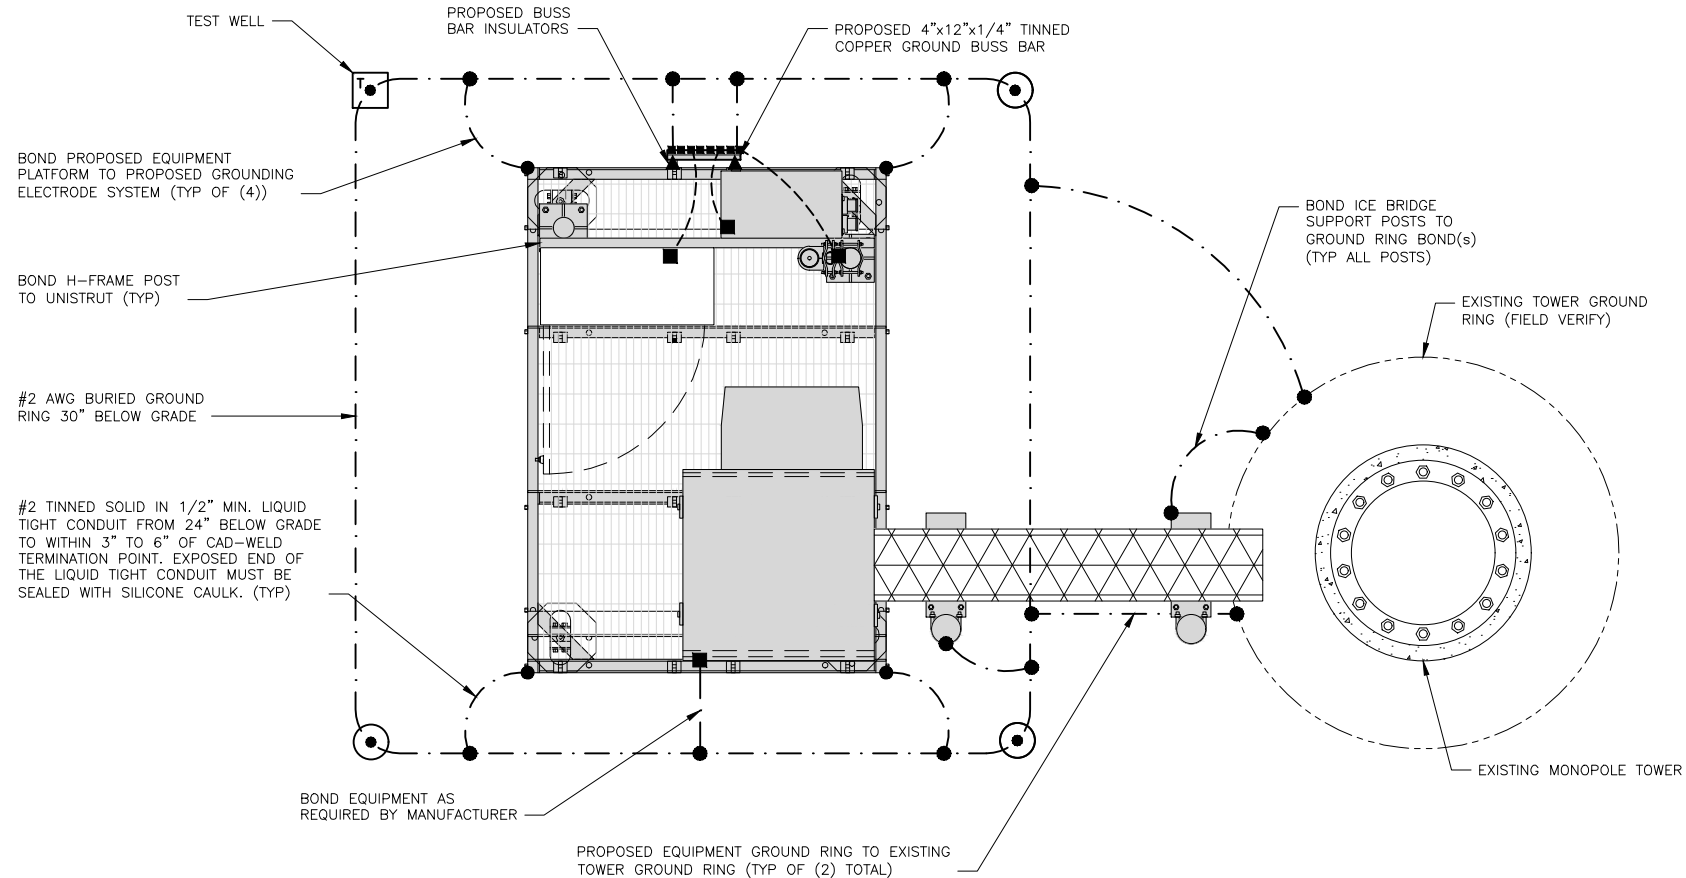 TEST WELL
PROPOSED BUSS
BAR INSULATORS
PROPOSED 4”x12”x1/4” TINNED
COPPER GROUND BUSS BAR
T
BOND PROPOSED EQUIPMENT
PLATFORM TO PROPOSED GROUNDING
ELECTRODE SYSTEM (TYP OF (4))
BOND ICE BRIDGE
SUPPORT POSTS TO
GROUND RING BOND(s)
(TYP ALL POSTS)
BOND H-FRAME POST
TO UNISTRUT (TYP)
EXISTING TOWER GROUND
RING (FIELD VERIFY)
#2 AWG BURIED GROUND
RING 30” BELOW GRADE
#2 TINNED SOLID IN 1/2” MIN. LIQUID
TIGHT CONDUIT FROM 24” BELOW GRADE
TO WITHIN 3” TO 6” OF CAD-WELD
TERMINATION POINT. EXPOSED END OF
THE LIQUID TIGHT CONDUIT MUST BE
SEALED WITH SILICONE CAULK. (TYP)
EXISTING MONOPOLE TOWER
BOND EQUIPMENT AS
REQUIRED BY MANUFACTURER
PROPOSED EQUIPMENT GROUND RING TO EXISTING
TOWER GROUND RING (TYP OF (2) TOTAL)